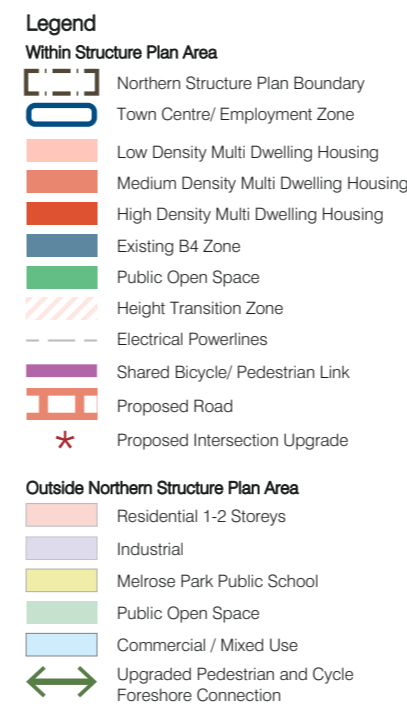 Legend
Within Structure Plan Area
Northern Structure Plan Boundary
Town Centre/ Employment Zone
Low Density Multi Dwelling Housing
Medium Density Multi Dwelling Housing
High Density Multi Dwelling Housing
Existing B4 Zone
Public Open Space
Height Transition Zone
Electrical Powerlines
Shared Bicycle/ Pedestrian Link
Proposed Road
Proposed Intersection Upgrade
Outside Northern Structure Plan Area
Residential 1-2 Storeys
Industrial
Melrose Park Public School
Public Open Space
Commercial / Mixed Use
Upgraded Pedestrian and Cycle
Foreshore Connection